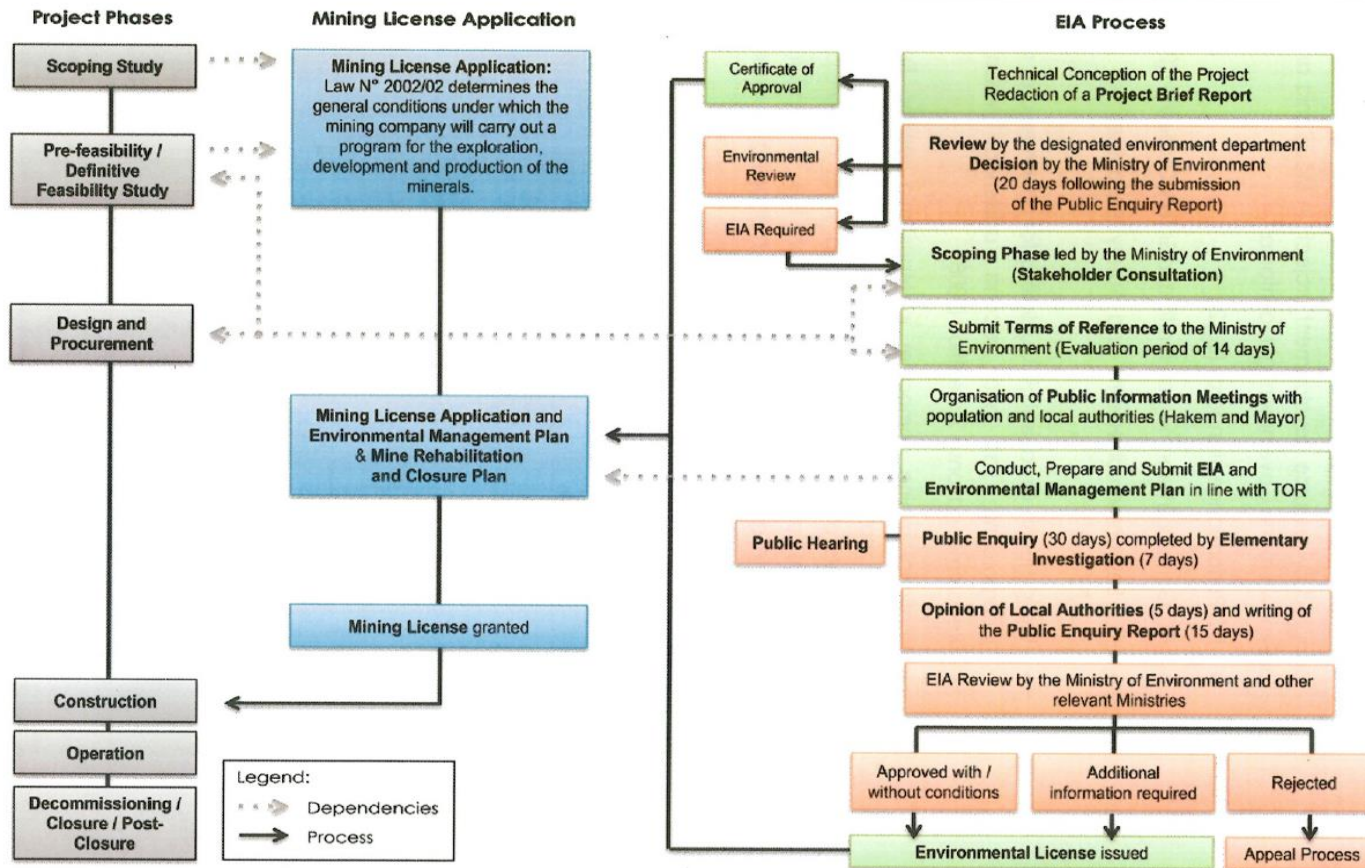 Project Phases
Mining License Application
EIA Process
Scoping Study
Pre-feasibility /
Definitive
Feasibility Study
Design and
Procurement
Construction
Operation
Decommissioning /
Closure / Post-
Closure
Mining License Application:
Law N° 2002/02 determines the
general conditions under which the
mining company will carry out a
program for the exploration,
development and production of the
minerals.
Mining License Application and
Environmental Management Plan
& Mine Rehabilitation
and Closure Plan
Mining License granted
Legend:
Dependencies
Process
Certificate of
Approval
Environmental
Review
EIA Required
Technical Conception of the Project
Redaction of a Project Brief Report
Review by the designated environment department
Decision by the Ministry of Environment
(20 days following the submission
of the Public Enquiry Report)
Scoping Phase led by the Ministry of Environment
(Stakeholder Consultation)
Submit Terms of Reference to the Ministry of
Environment (Evaluation period of 14 days)
Organisation of Public Information Meetings with
population and local authorities (Hakem and Mayor)
Conduct, Prepare and Submit EIA and
Environmental Management Plan in line with TOR
Public Hearing
Public Enquiry (30 days) completed by Elementary
Investigation (7 days)
Opinion of Local Authorities (5 days) and writing of
the Public Enquiry Report (15 days)
EIA Review by the Ministry of Environment and other
relevant Ministries
Approved with /
without conditions
Additional
information required
Rejected
Environmental License issued
Appeal Process